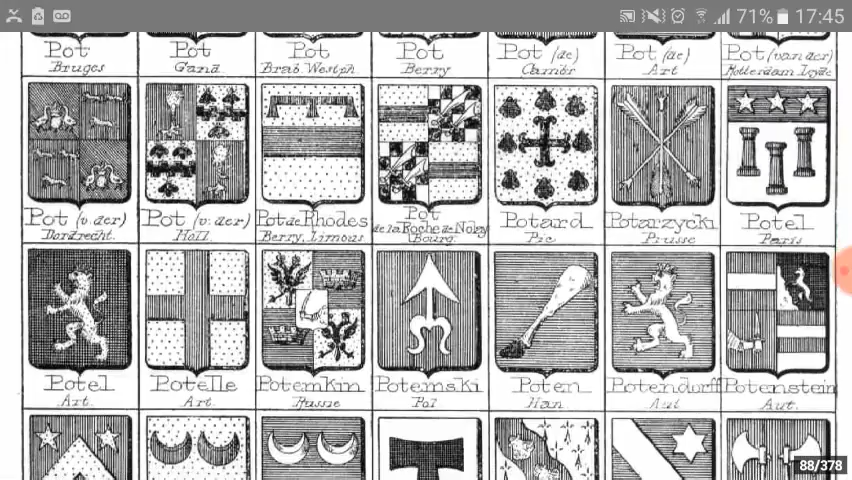 71% 17:45
Pot Pot Pot Pot Pot (de) Pot (de) Pot (van der)
Bruges Gand Brab. Westph. Berry Cambr. Art. Rotterdam, Leyde
Pot (v. der) Pot (v. der) Pot de Rhodes Pot de la Roche de Nolay Potard Potarzycki Potel
Dordrecht. Holl. Berry, Limous. Bourg. Pic. Prusse Paris
Potel Potelle Potemkin Potemski Poten Potendorff Potenstein
Art. Art. Russie Pol. Han. Aut. Aut.
88/378